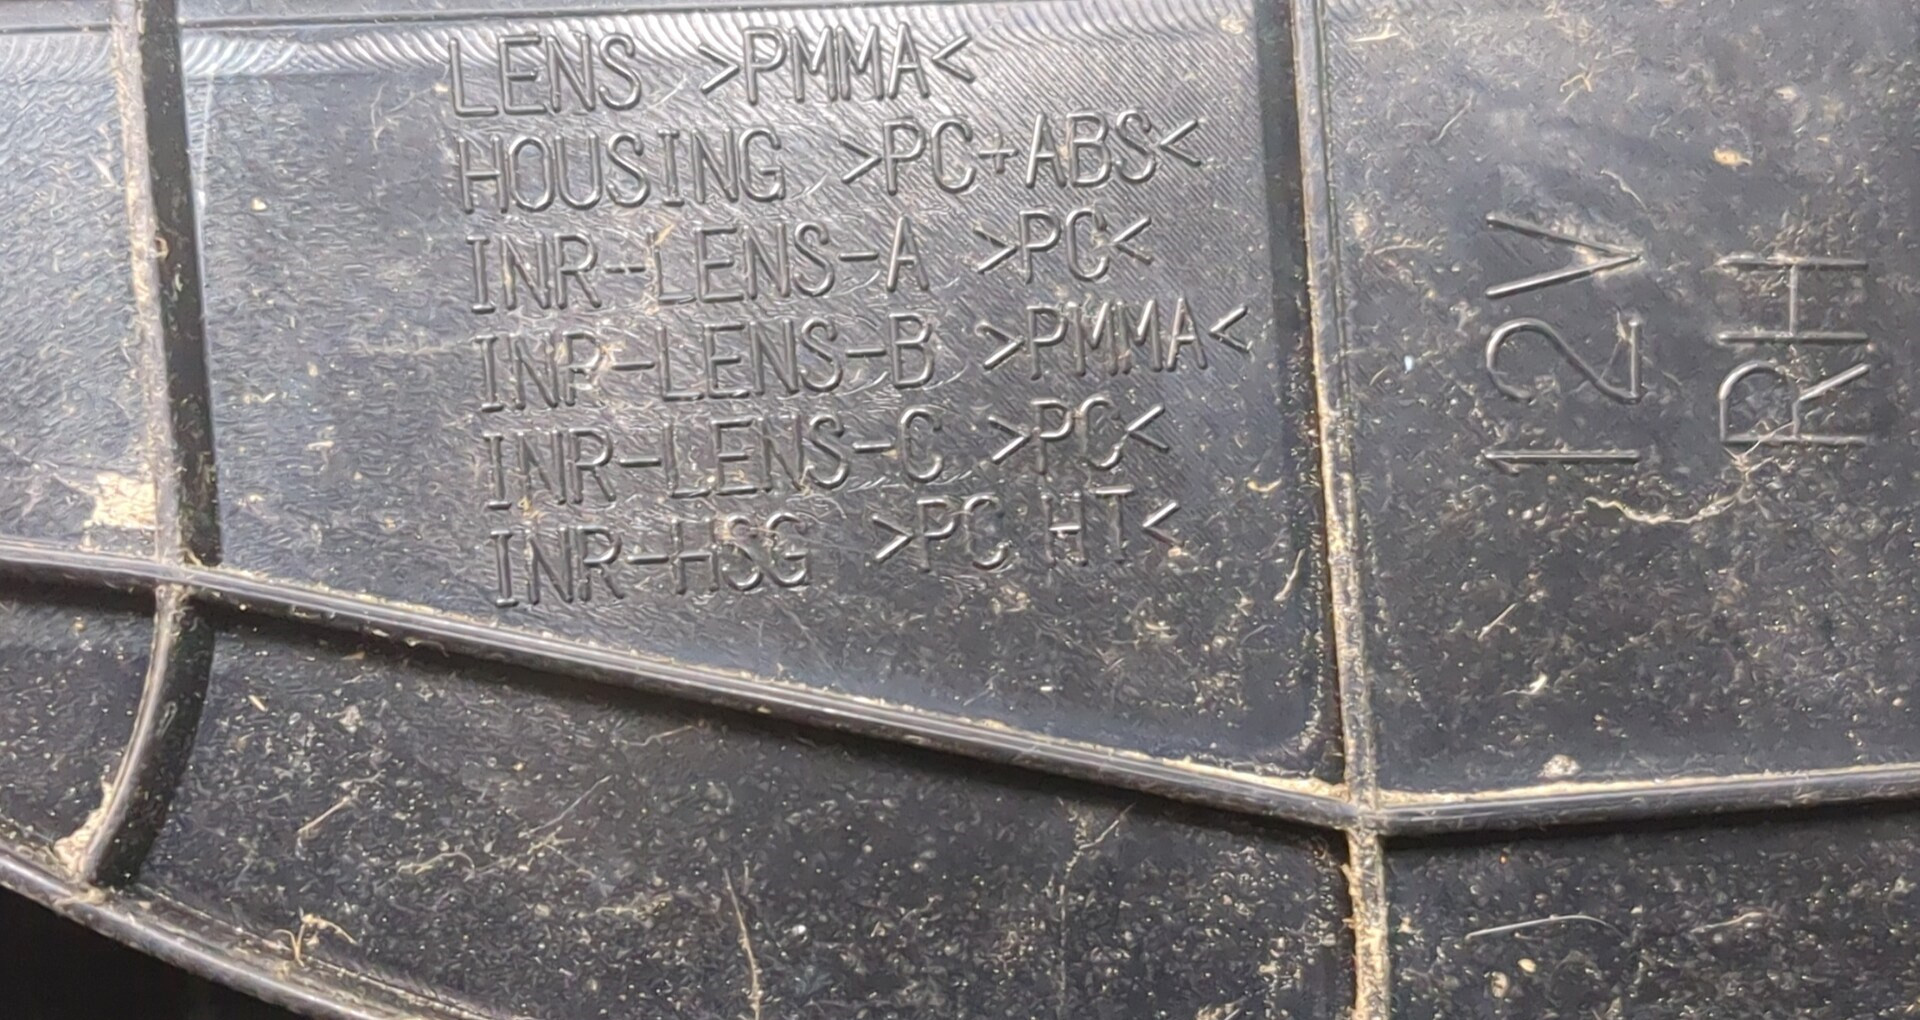 LENS >PMMA<
HOUSING >PC+ABS<
INR-LENS-A >PC<
INR-LENS-B >PMMA<
INR-LENS-C >PC<
INR-HSG >PC HT<
12V
RH